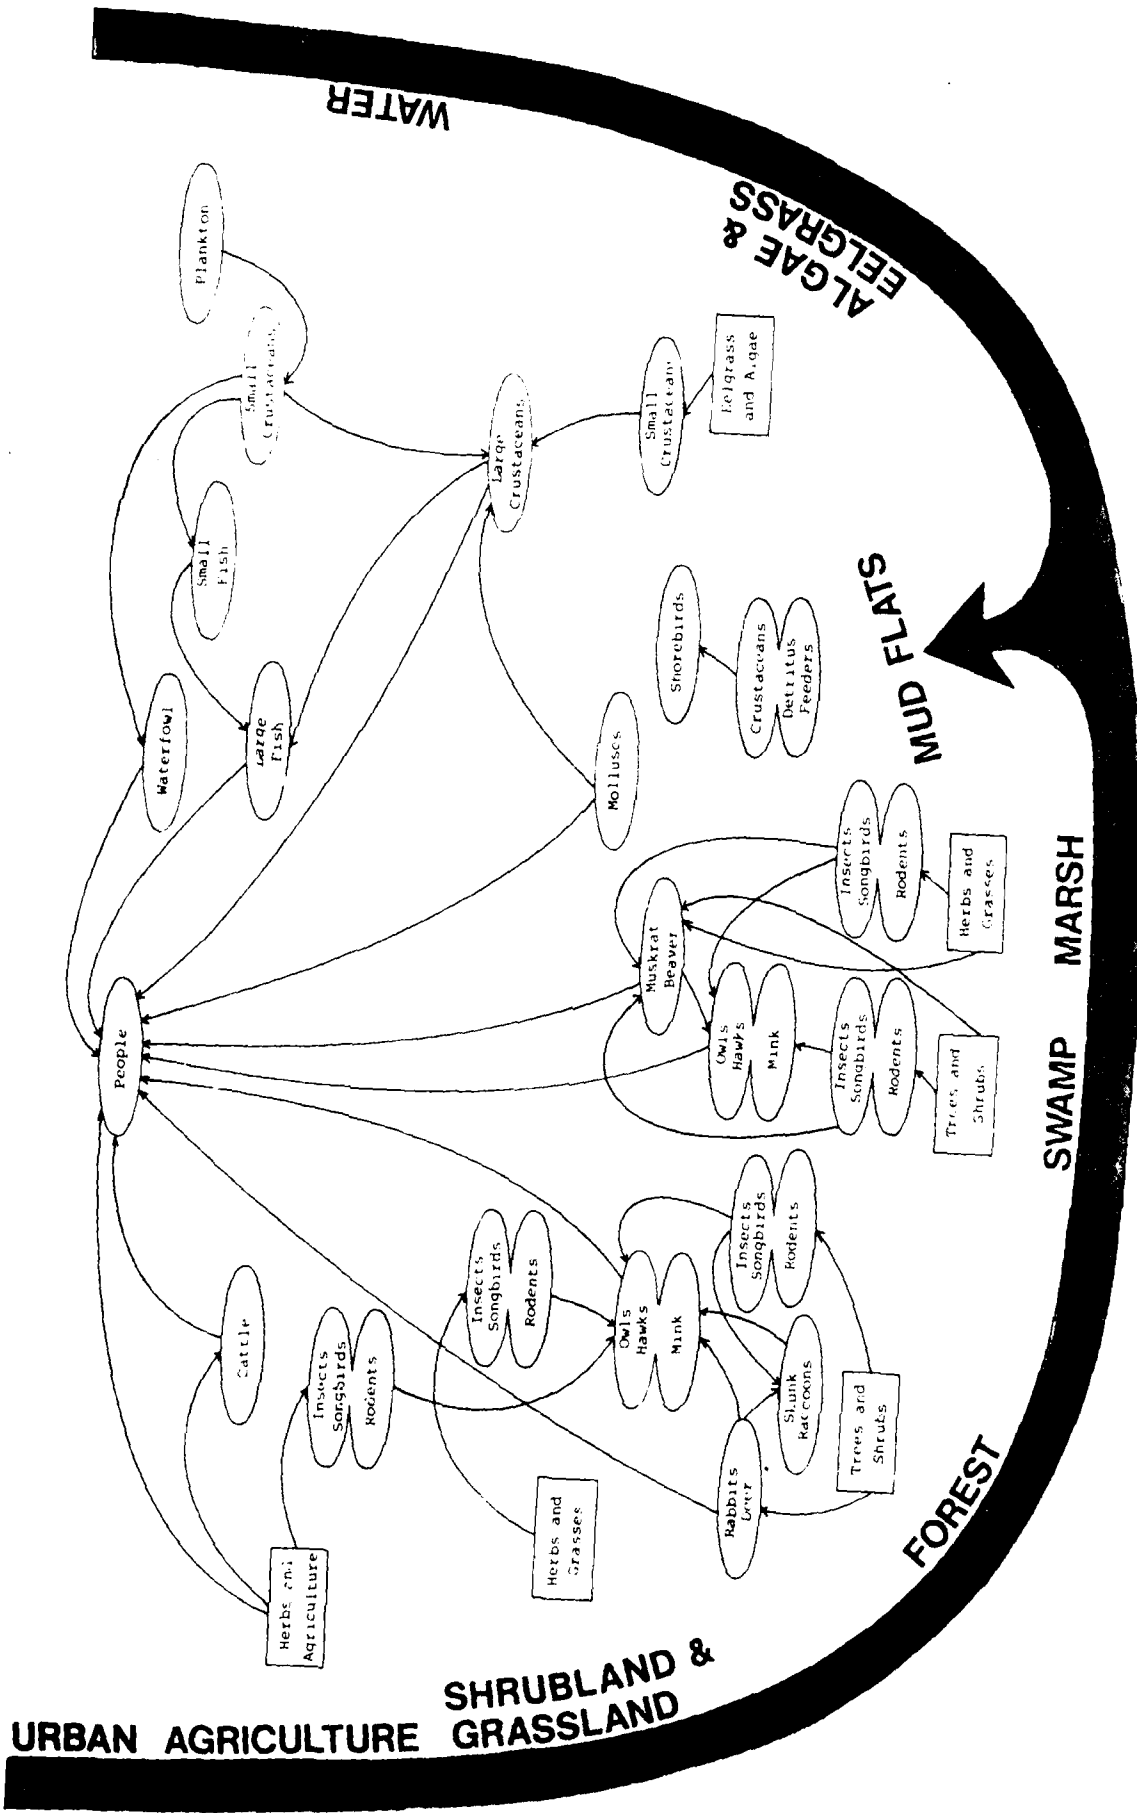 URBAN
AGRICULTURE
SHRUBLAND &
GRASSLAND
FOREST
SWAMP
MARSH
MUD FLATS
ALGAE &
EELGRASS
WATER
People
Herbs and
Agriculture
Cattle
Insects
Songbirds
Rodents
Herbs and
Grasses
Insects
Songbirds
Rodents
Owls
Hawks
Mink
Rabbits
Deer
Skunk
Raccoons
Insects
Songbirds
Rodents
Trees and
Shrubs
Muskrat
Beaver
Owls
Hawks
Mink
Insects
Songbirds
Rodents
Trees and
Shrubs
Insects
Songbirds
Rodents
Herbs and
Grasses
Molluscs
Shorebirds
Crustaceans
Detritus
Feeders
Waterfowl
Large
Fish
Small
Fish
Small
Crustaceans
Plankton
Large
Crustaceans
Small
Crustaceans
Eelgrass
and Algae